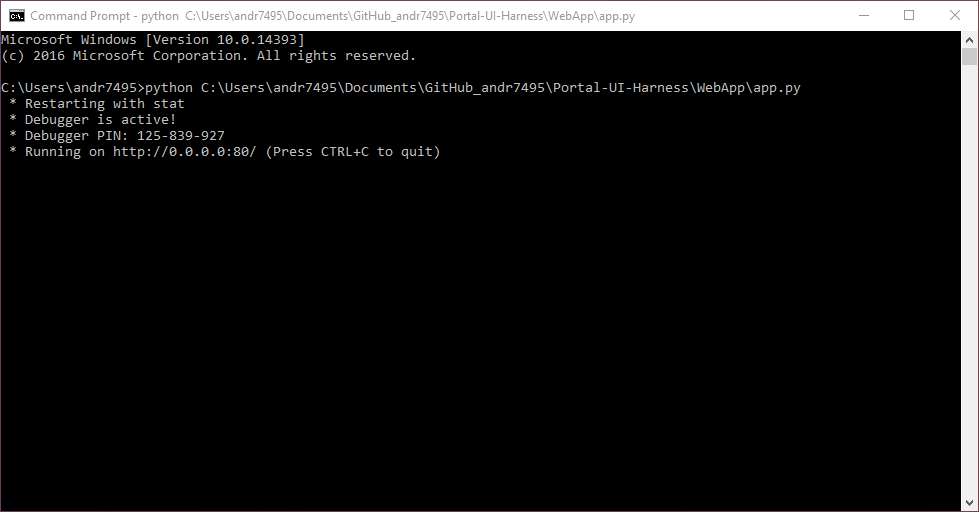 Command Prompt - python  C:\Users\andr7495\Documents\GitHub_andr7495\Portal-UI-Harness\WebApp\app.py
Microsoft Windows [Version 10.0.14393]
(c) 2016 Microsoft Corporation. All rights reserved.
C:\Users\andr7495>python C:\Users\andr7495\Documents\GitHub_andr7495\Portal-UI-Harness\WebApp\app.py
 * Restarting with stat
 * Debugger is active!
 * Debugger PIN: 125-839-927
 * Running on http://0.0.0.0:80/ (Press CTRL+C to quit)